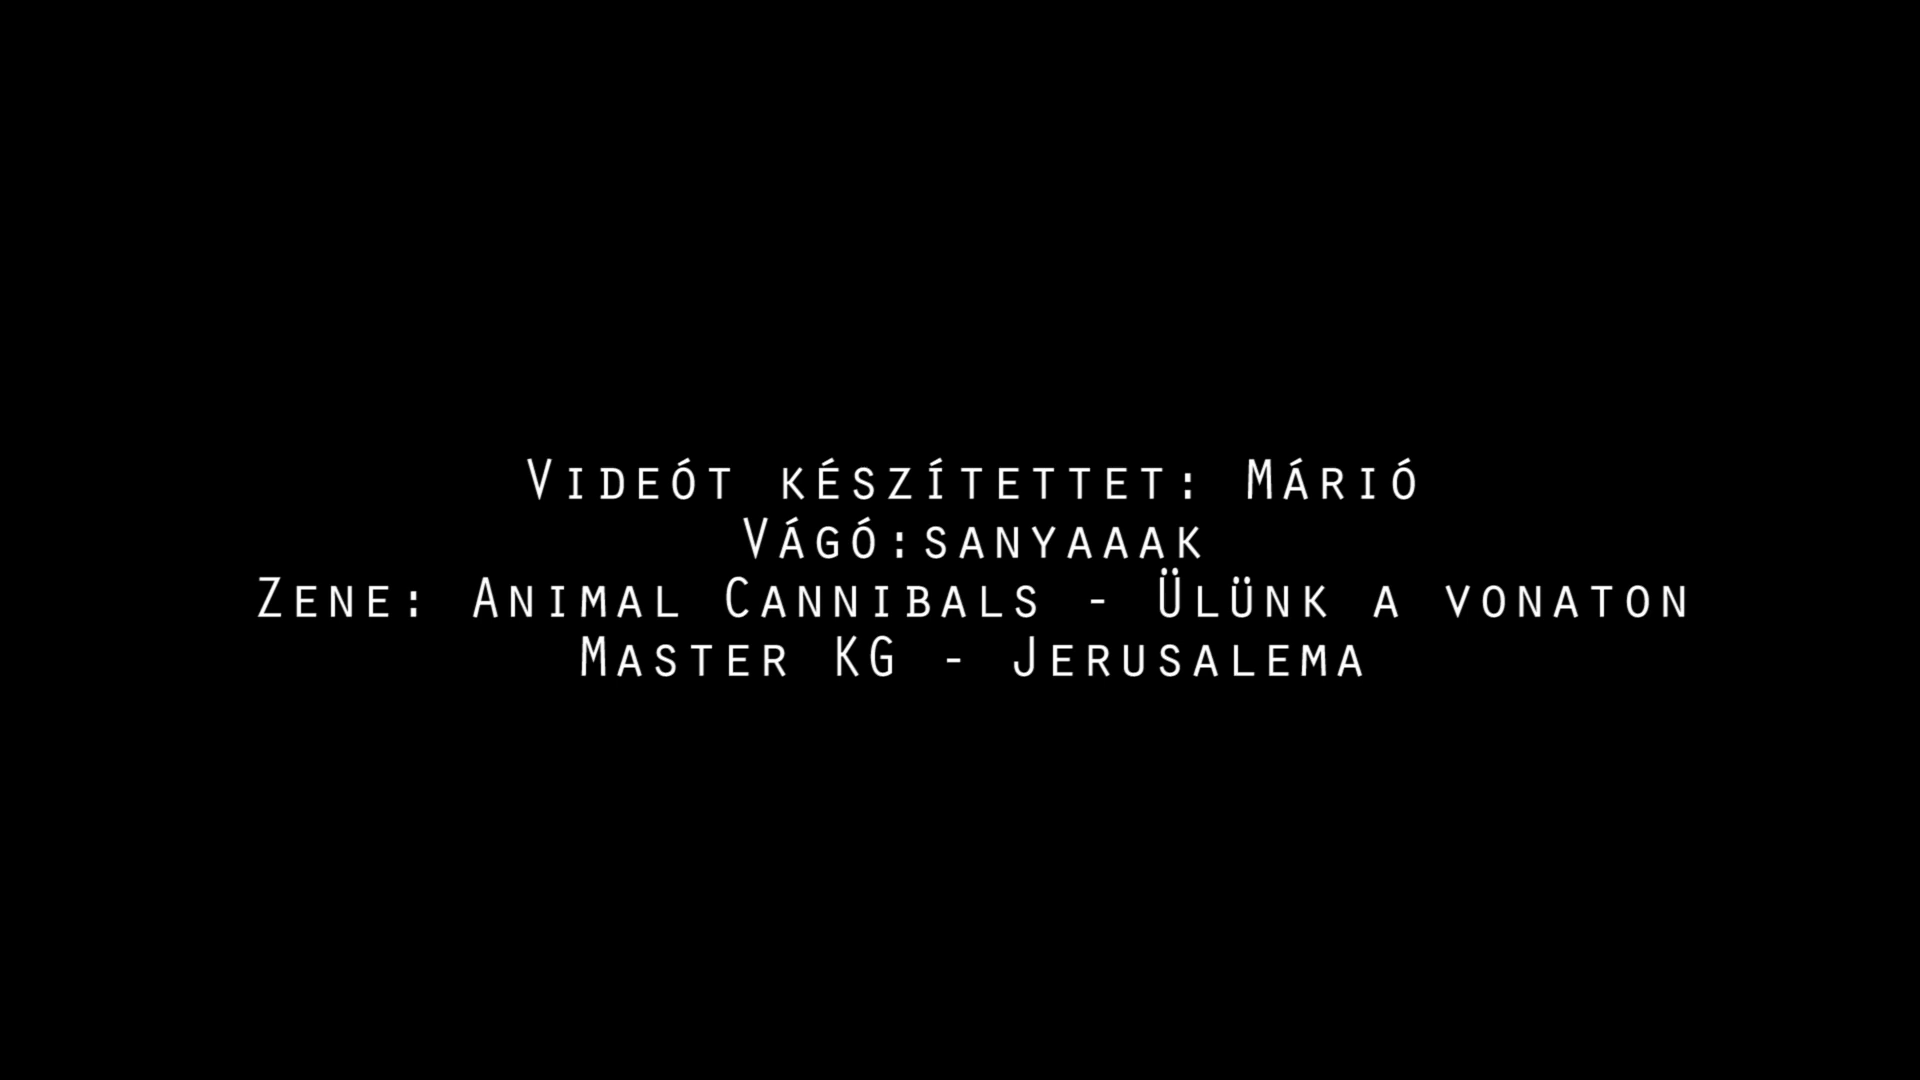 Videót készítettet: Márió
Vágó:sanyaaak
Zene: Animal Cannibals - Ülünk a vonaton
Master KG - Jerusalema